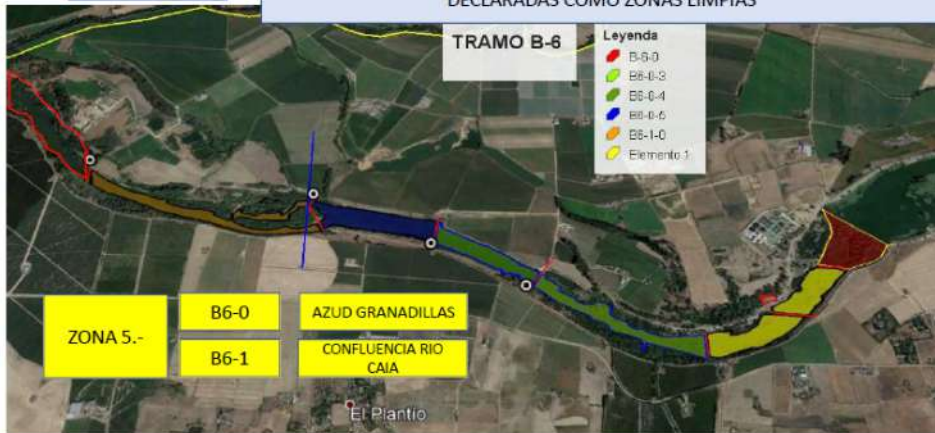 DECLARADAS COMO ZONAS LIMPIAS
TRAMO B-6
Leyenda
B-6-0
B6-0-3
B6-0-4
B6-0-5
B6-1-0
Elemento 1
ZONA 5.-
B6-0
AZUD GRANADILLAS
B6-1
CONFLUENCIA RIO
CAIA
El Plantío